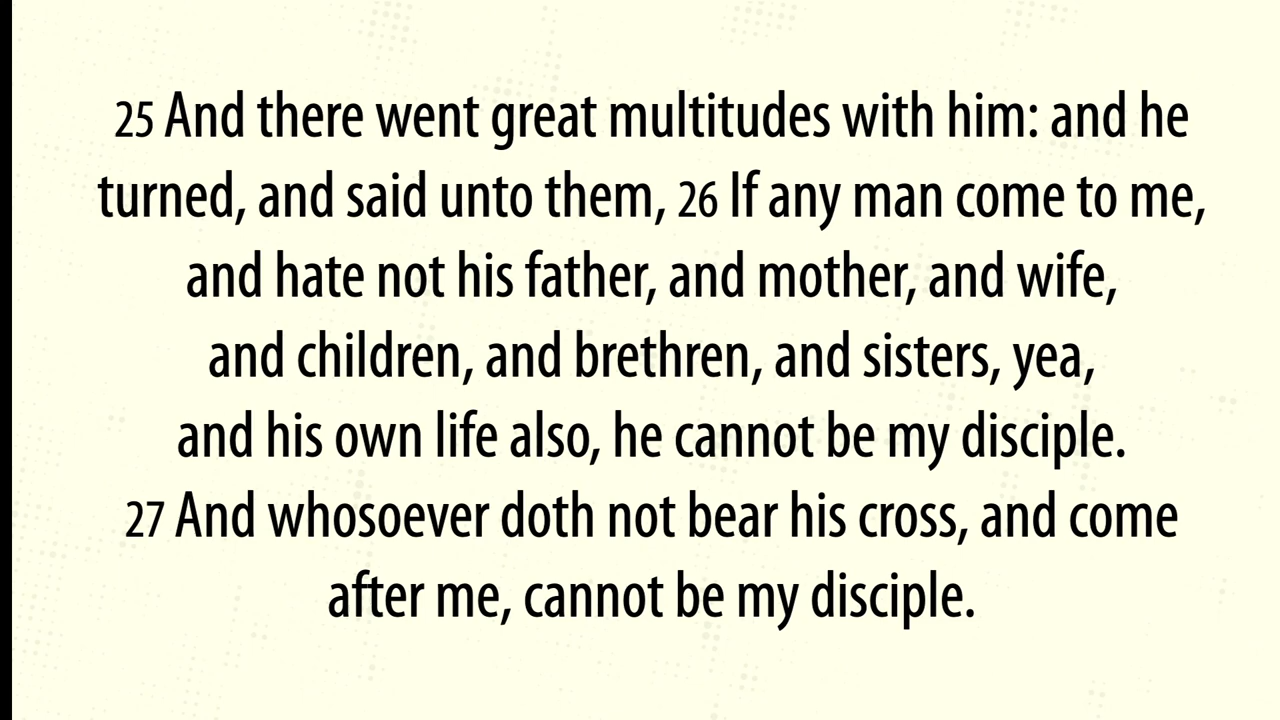 25 And there went great multitudes with him: and he
turned, and said unto them, 26 If any man come to me,
and hate not his father, and mother, and wife,
and children, and brethren, and sisters, yea,
and his own life also, he cannot be my disciple.
27 And whosoever doth not bear his cross, and come
after me, cannot be my disciple.